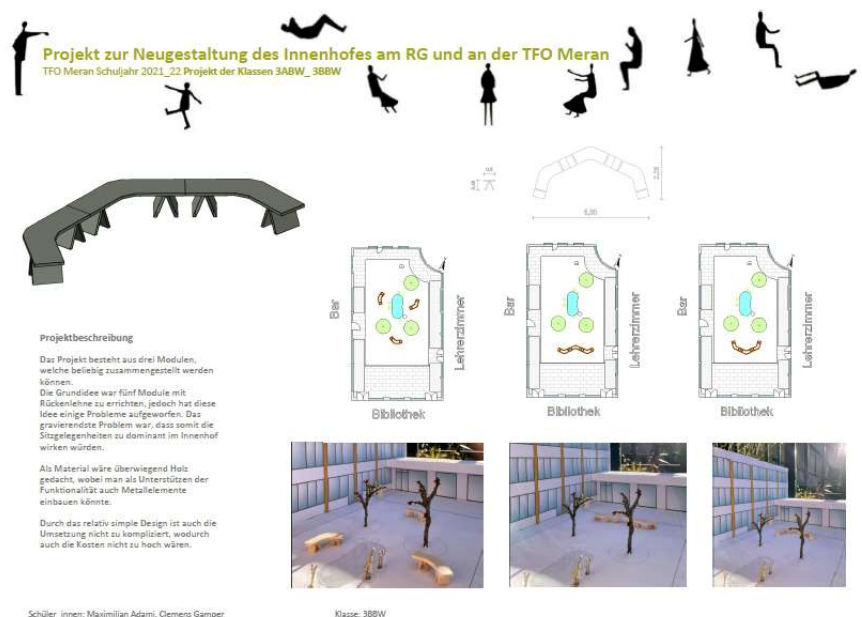 Projekt zur Neugestaltung des Innenhofes am RG und an der TFO Meran
TFO Meran Schuljahr 2021_22 Projekt der Klassen 3ABW_ 3BBW
Bar
Lehrerzimmer
Bibliothek
Bar
Lehrerzimmer
Bibliothek
Bar
Lehrerzimmer
Bibliothek
Projektbeschreibung
Das Projekt besteht aus drei Modulen,
welche beliebig zusammengestellt werden
können.
Die Grundidee war fünf Module mit
Rückenlehne zu errichten, jedoch hat diese
Idee einige Probleme aufgeworfen. Das
gravierendste Problem war, dass somit die
Sitzgelegenheiten zu dominant im Innenhof
wirken würden.
Als Material wäre überwiegend Holz
gedacht, wobei man als Unterstützen der
Funktionalität auch Metallelemente
einbauen könnte.
Durch das relativ simple Design ist auch die
Umsetzung nicht zu kompliziert, wodurch
auch die Kosten nicht zu hoch wären.
Schüler_innen: Maximilian Adami, Clemens Gamper
Klasse: 3BBW